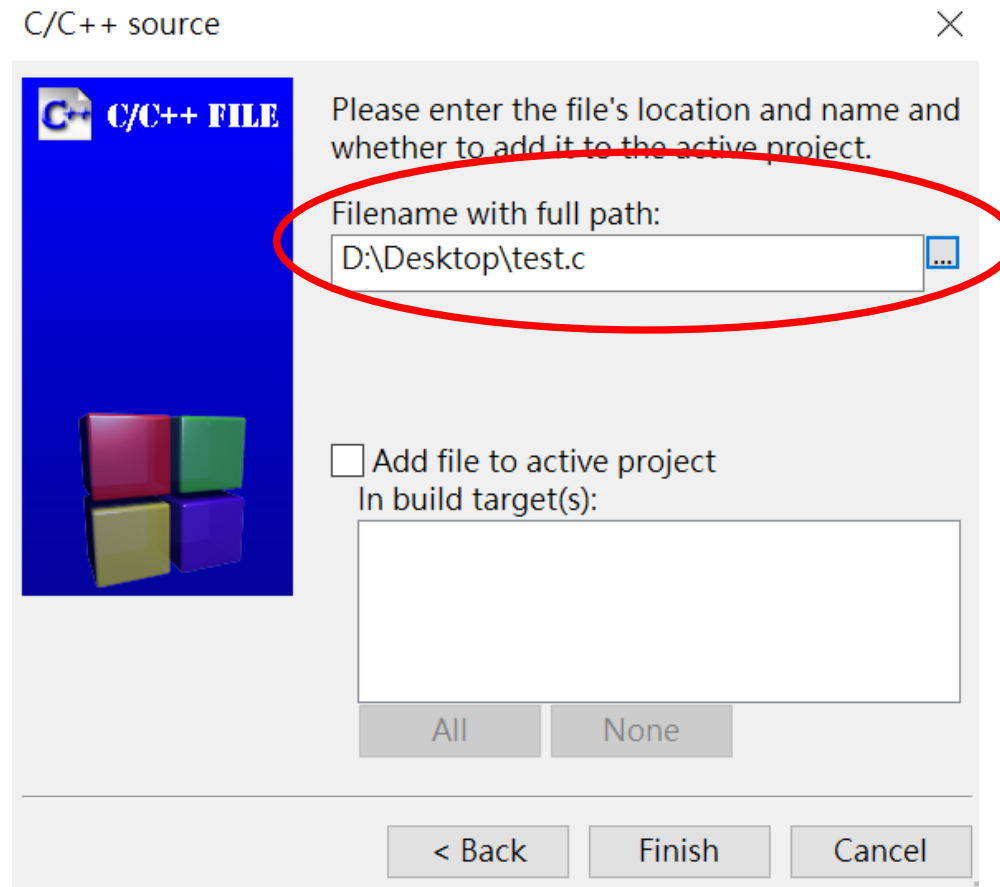 C/C++ source
C++ C/C++ FILE
Please enter the file's location and name and
whether to add it to the active project.
Filename with full path:
D:\Desktop\test.c
...
Add file to active project
In build target(s):
All None
< Back Finish Cancel